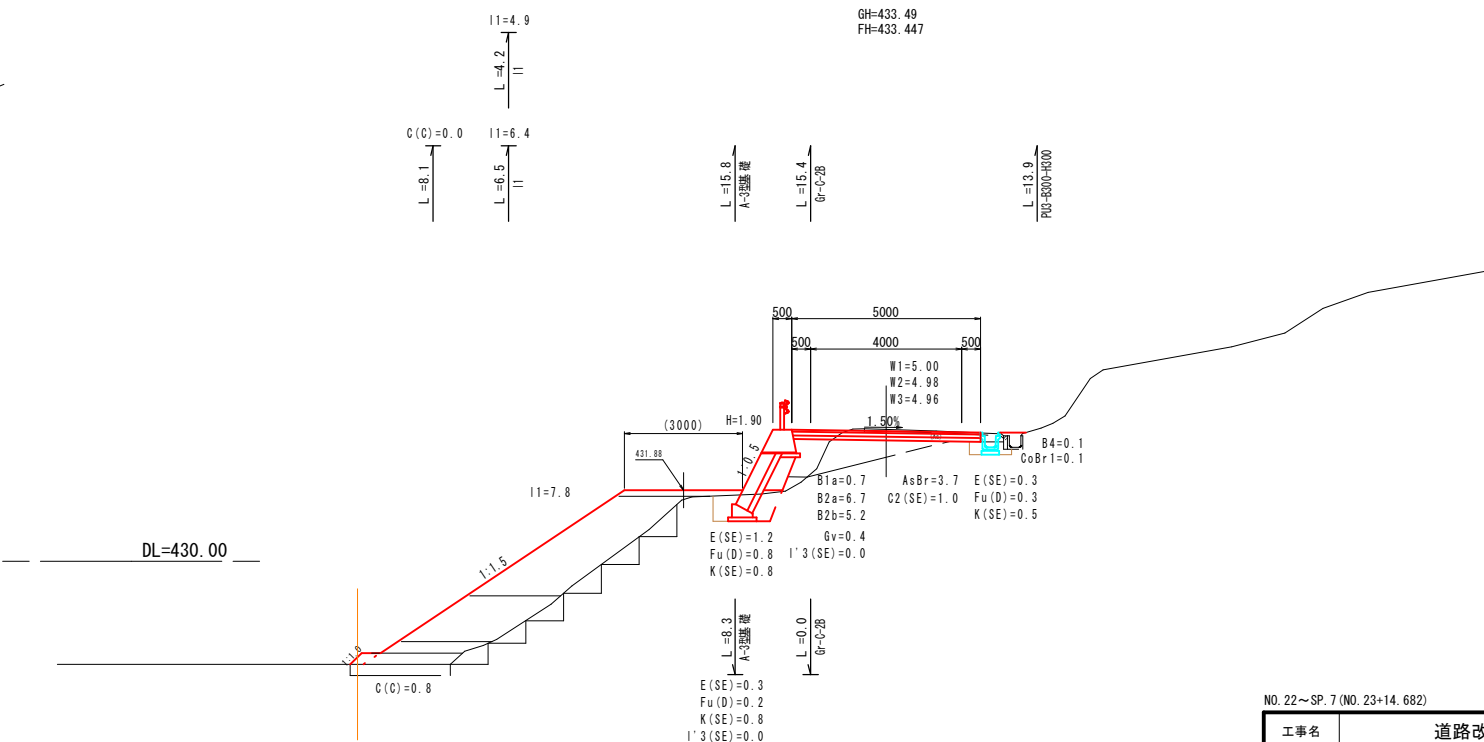 GH=433.49
FH=433.447
l1=4.9
L =4.2
l1
C(C)=0.0
l1=6.4
L =8.1
L =6.5
l1
L =15.8
A-3型基礎
L =15.4
Gr-C-2B
L =13.9
PU3-B300-H300
500
5000
500
4000
500
W1=5.00
W2=4.98
W3=4.96
(3000)
H=1.90
1.50%
431.88
1:0.5
B4=0.1
CoBr1=0.1
l1=7.8
B1a=0.7
B2a=6.7
B2b=5.2
Gv=0.4
l'3(SE)=0.0
AsBr=3.7
C2(SE)=1.0
E(SE)=0.3
Fu(D)=0.3
K(SE)=0.5
E(SE)=1.2
Fu(D)=0.8
K(SE)=0.8
DL=430.00
1:1.5
1:1.0
C(C)=0.8
L =8.3
A-3型基礎
L =0.0
Gr-C-2B
E(SE)=0.3
Fu(D)=0.2
K(SE)=0.8
l'3(SE)=0.0
NO.22～SP.7(NO.23+14.682)
工事名
道路改